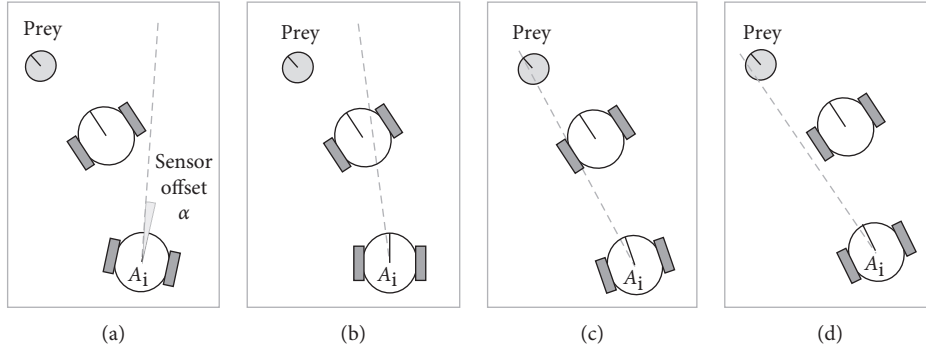 Prey
Sensor
offset
α
Ai
(a)
Prey
Ai
(b)
Prey
Ai
(c)
Prey
Ai
(d)